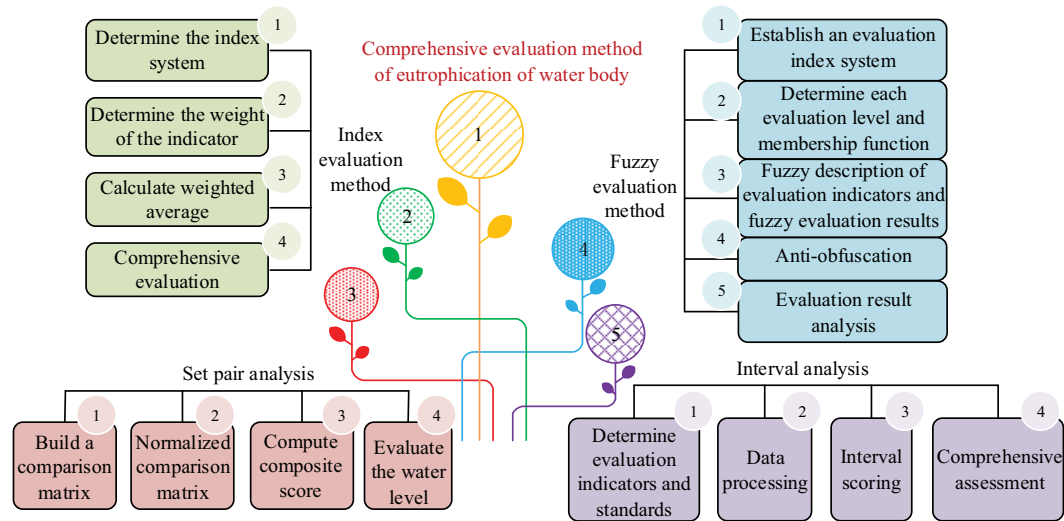 Comprehensive evaluation method
of eutrophication of water body
1
Determine the index
system
2
Determine the weight
of the indicator
3
Calculate weighted
average
4
Comprehensive
evaluation
Index
evaluation
method
1
2
3
4
5
Fuzzy
evaluation
method
1
Establish an evaluation
index system
2
Determine each
evaluation level and
membership function
3
Fuzzy description of
evaluation indicators and
fuzzy evaluation results
4
Anti-obfuscation
5
Evaluation result
analysis
Set pair analysis
1
Build a
comparison
matrix
2
Normalized
comparison
matrix
3
Compute
composite
score
4
Evaluate
the water
level
Interval analysis
1
Determine
evaluation
indicators and
standards
2
Data
processing
3
Interval
scoring
4
Comprehensive
assessment